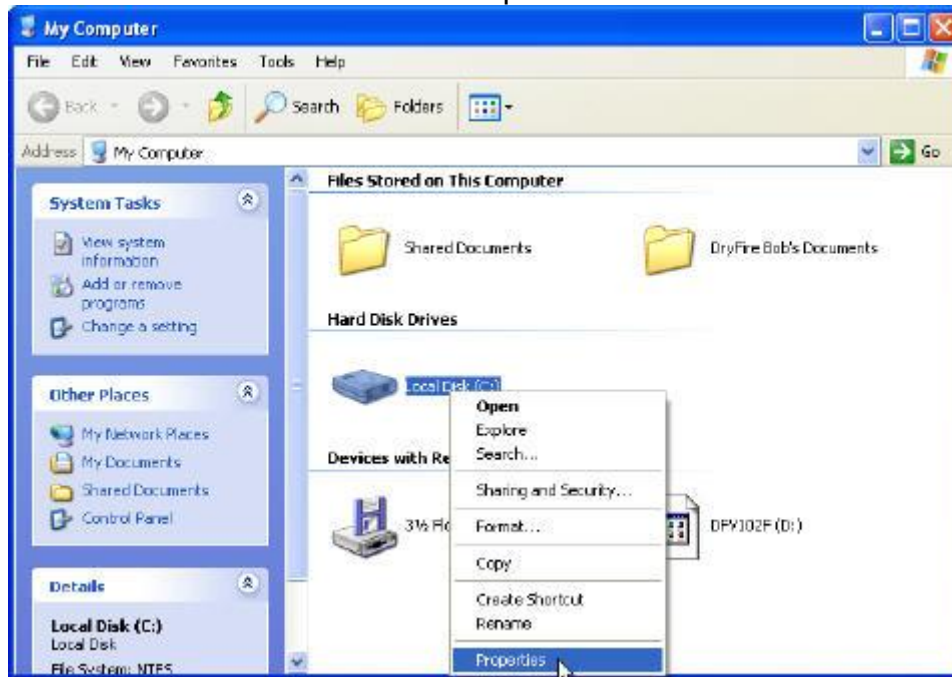 My Computer
File Edit View Favorites Tools Help
Back Search Folders
Address My Computer Go
System Tasks
View system
information
Add or remove
programs
Change a setting
Other Places
My Network Places
My Documents
Shared Documents
Control Panel
Details
Local Disk (C:)
Local Disk
File System: NTFS
Files Stored on This Computer
Shared Documents DryFire Bob's Documents
Hard Disk Drives
Local Disk (C:)
Open
Explore
Search...
Sharing and Security...
Format...
Copy
Create Shortcut
Rename
Properties
Devices with Re
3½ Flo
DFV102F (D:)